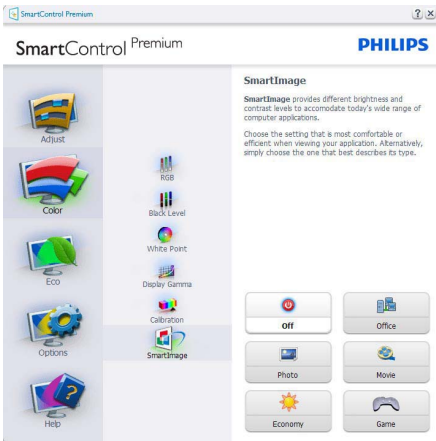 SmartControl Premium
SmartControl Premium
PHILIPS
Adjust
Color
Eco
Options
Help
RGB
Black Level
White Point
Display Gamma
Calibration
SmartImage
SmartImage
SmartImage provides different brightness and
contrast levels to accomodate today's wide range of
computer applications.
Choose the setting that is most comfortable or
efficient when viewing your application. Alternatively,
simply choose the one that best describes its type.
Off
Office
Photo
Movie
Economy
Game